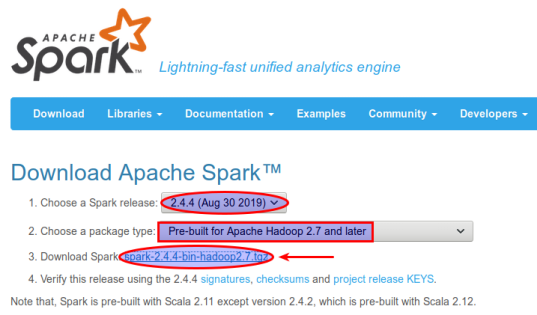 APACHE
Spark™
Lightning-fast unified analytics engine
Download Libraries Documentation Examples Community Developers
Download Apache Spark™
1. Choose a Spark release: 2.4.4 (Aug 30 2019)
2. Choose a package type: Pre-built for Apache Hadoop 2.7 and later
3. Download Spark: spark-2.4.4-bin-hadoop2.7.tgz
4. Verify this release using the 2.4.4 signatures, checksums and project release KEYS.
Note that, Spark is pre-built with Scala 2.11 except version 2.4.2, which is pre-built with Scala 2.12.